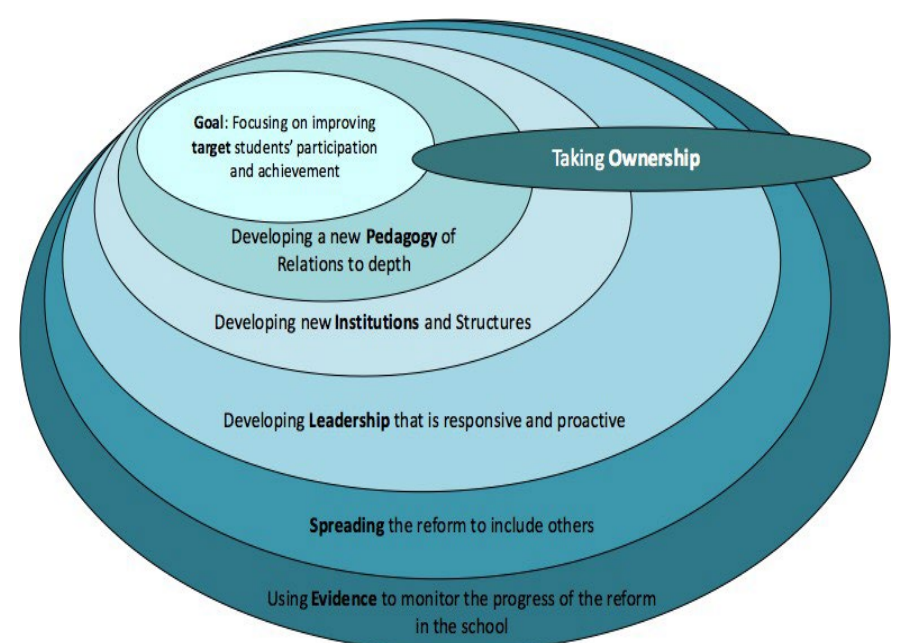 Goal: Focusing on improving
target students’ participation
and achievement
Taking Ownership
Developing a new Pedagogy of
Relations to depth
Developing new Institutions and Structures
Developing Leadership that is responsive and proactive
Spreading the reform to include others
Using Evidence to monitor the progress of the reform
in the school